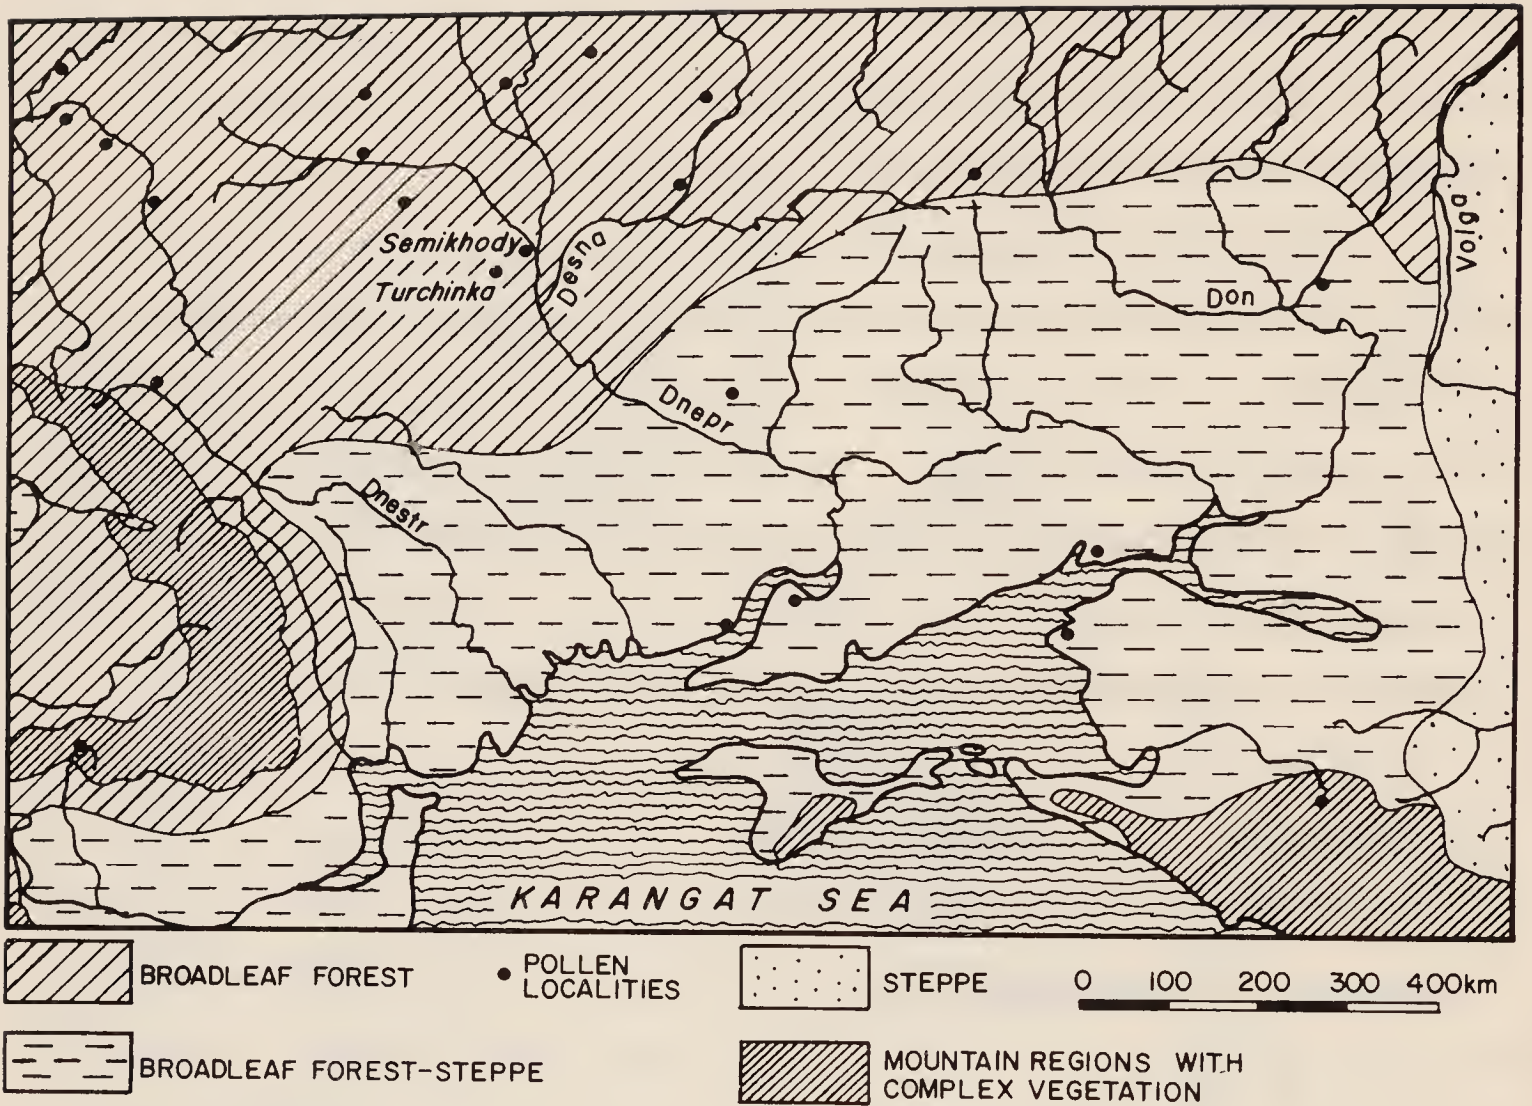 Semikhody
Turchinka
Desna
Volga
Don
Dnepr
Dnestr
KARANGAT SEA
BROADLEAF FOREST
POLLEN
LOCALITIES
STEPPE
0 100 200 300 400km
BROADLEAF FOREST-STEPPE
MOUNTAIN REGIONS WITH
COMPLEX VEGETATION